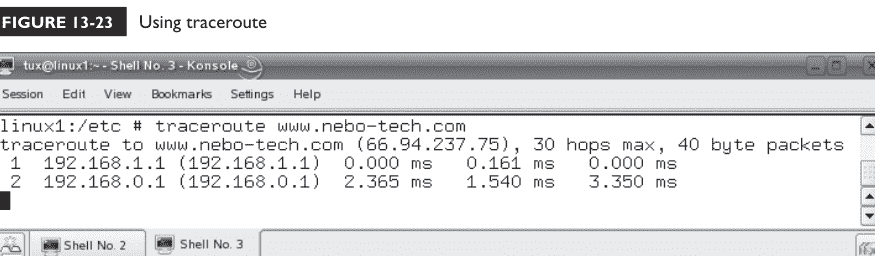 FIGURE 13-23 Using traceroute
tux@linux1:~ - Shell No. 3 - Konsole
Session Edit View Bookmarks Settings Help
linux1:/etc # traceroute www.nebo-tech.com
traceroute to www.nebo-tech.com (66.94.237.75), 30 hops max, 40 byte packets
1 192.168.1.1 (192.168.1.1) 0.000 ms 0.161 ms 0.000 ms
2 192.168.0.1 (192.168.0.1) 2.365 ms 1.540 ms 3.350 ms
Shell No. 2 Shell No. 3